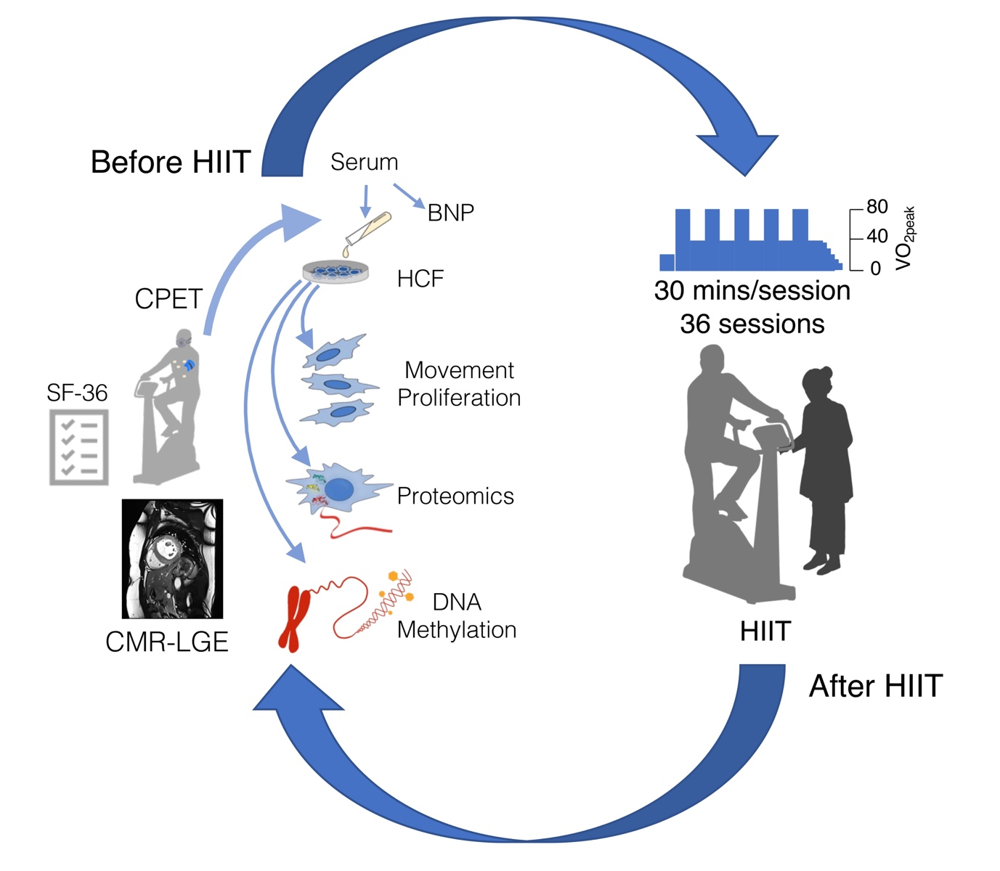 Before HIIT
Serum
BNP
HCF
CPET
SF-36
Movement
Proliferation
Proteomics
DNA
Methylation
CMR-LGE
80
40
0
VO2peak
30 mins/session
36 sessions
HIIT
After HIIT